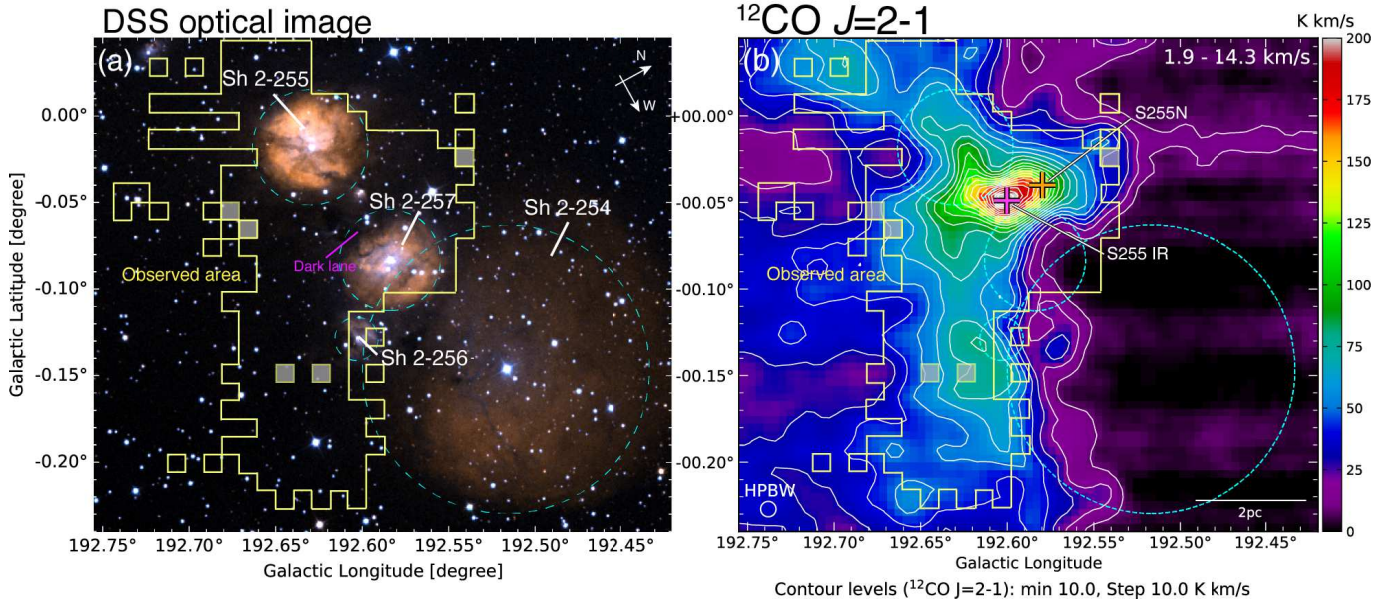 DSS optical image
(a)
N
W
Sh 2-255
Sh 2-257
Sh 2-254
Dark lane
Observed area
Sh 2-256
0.00°
-0.05°
-0.10°
-0.15°
-0.20°
Galactic Latitude [degree]
192.75° 192.70° 192.65° 192.60° 192.55° 192.50° 192.45°
Galactic Longitude [degree]
¹²CO J=2-1
K km/s
(b)
1.9 - 14.3 km/s
S255N
S255 IR
Observed area
HPBW
2pc
+00.00°
-00.05°
-00.10°
-00.15°
-00.20°
192.75° 192.70° 192.65° 192.60° 192.55° 192.50° 192.45°
Galactic Longitude
200
175
150
125
100
75
50
25
0
Contour levels (¹²CO J=2-1): min 10.0, Step 10.0 K km/s